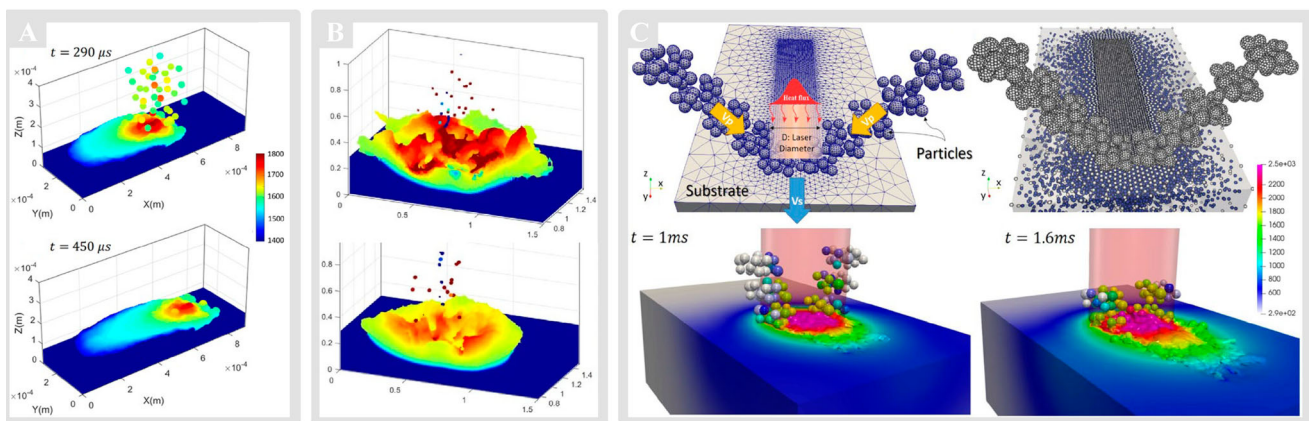 A
t = 290 μs
×10⁻⁴
4
3
2
1
0
Z(m)
2
×10⁻⁴
Y(m)
0
0
2
4
6
8
×10⁻⁴
X(m)
1800
1700
1600
1500
1400
t = 450 μs
×10⁻⁴
4
3
2
1
0
Z(m)
2
×10⁻⁴
Y(m)
0
0
2
4
6
8
×10⁻⁴
X(m)
B
1
0.8
0.6
0.4
0.2
0
0
0.5
1
1.5
0.8
1
1.2
1.4
1
0.8
0.6
0.4
0.2
0
0
0.5
1
1.5
0.8
1
1.2
1.4
C
Heat flux
Vp
Vp
D: Laser
Diameter
Particles
Substrate
Vs
z
x
y
z
x
y
t = 1ms
t = 1.6ms
2.5e+03
2200
2000
1800
1600
1400
1200
1000
800
600
2.9e+02